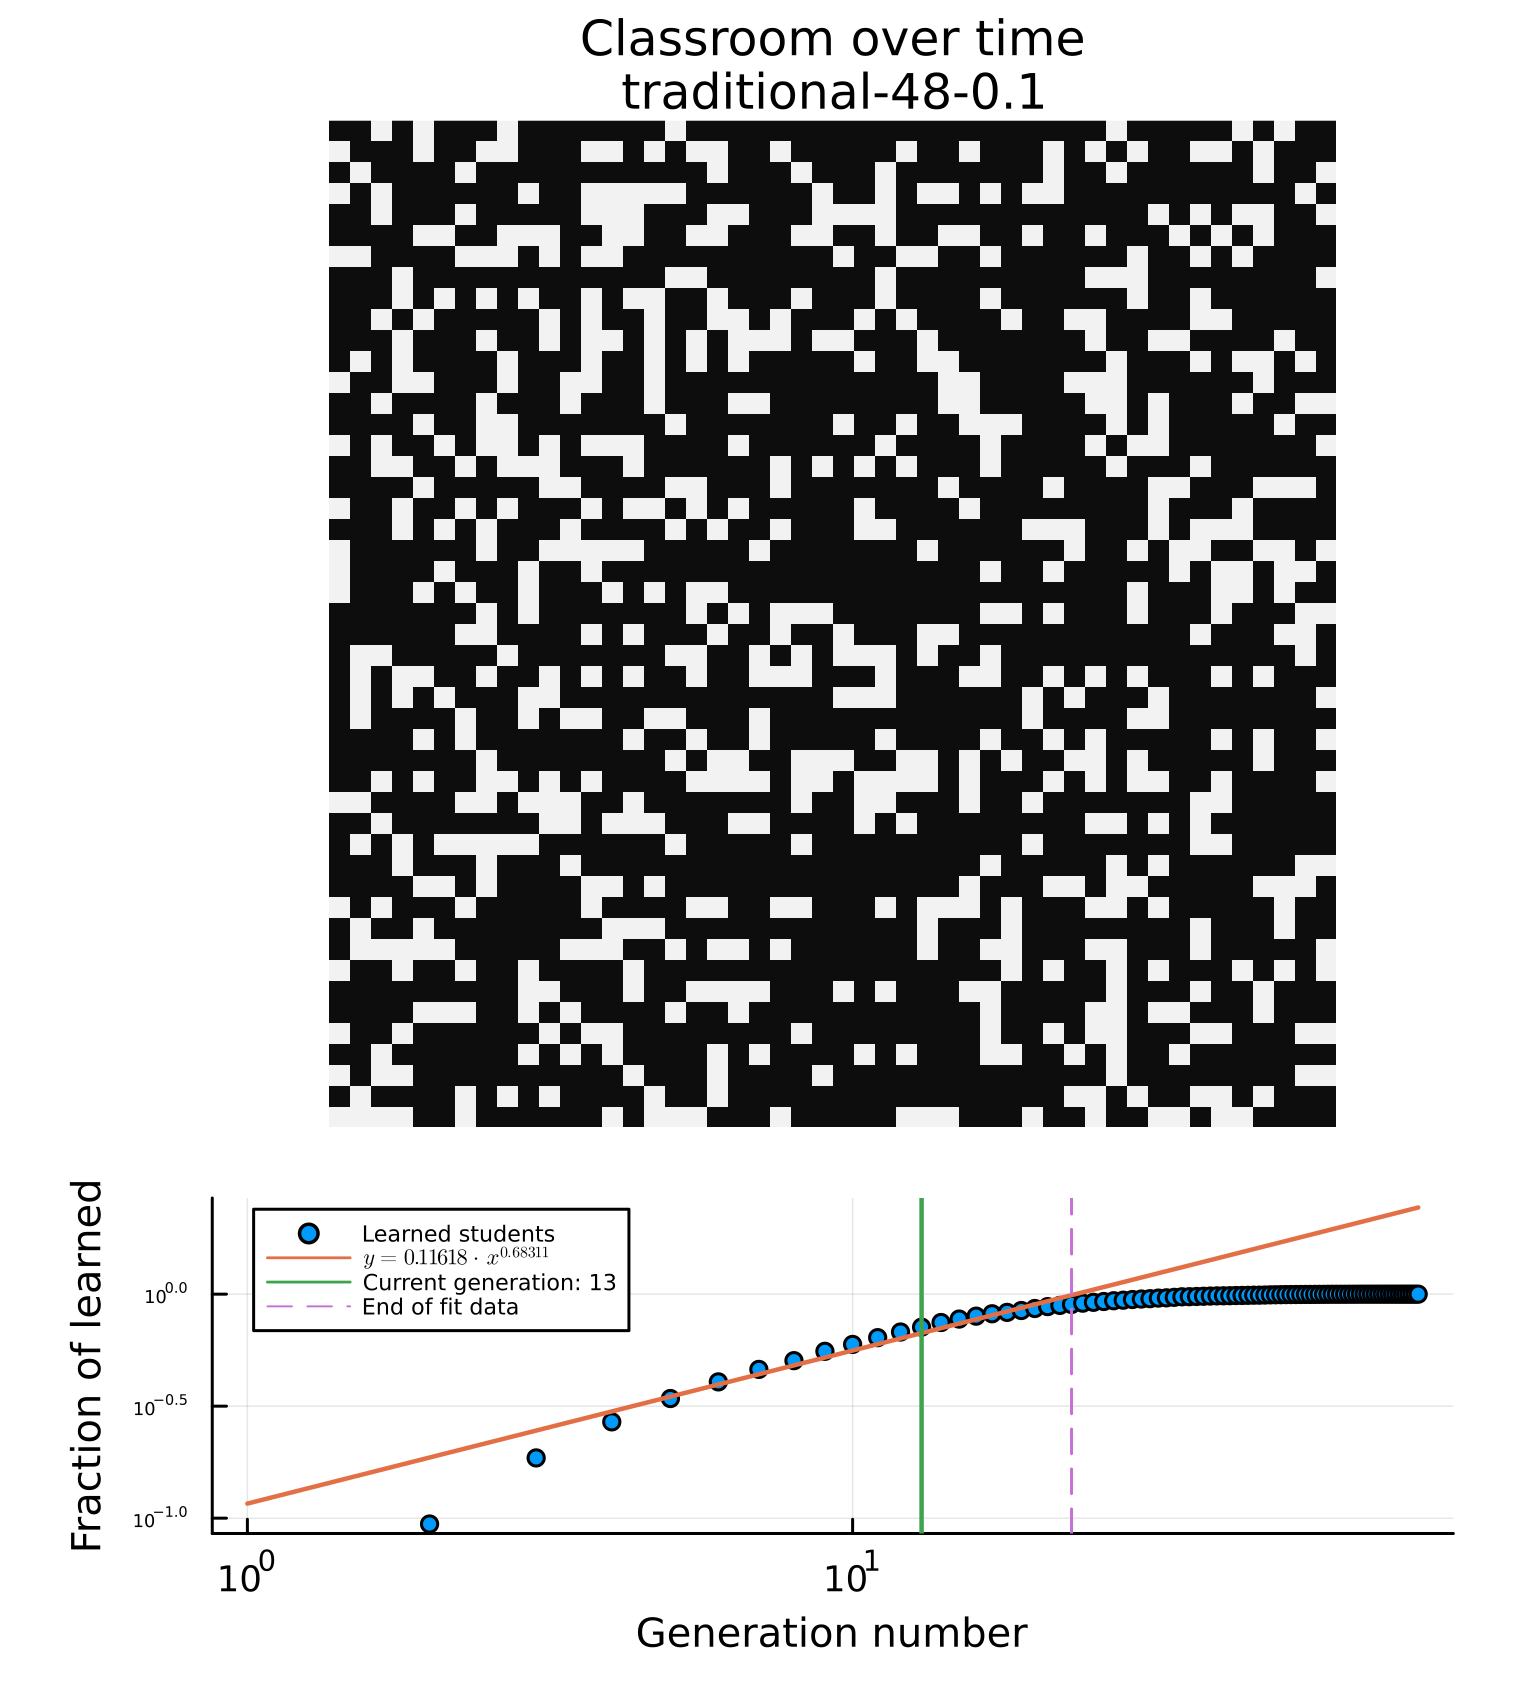 Classroom over time
traditional-48-0.1
Fraction of learned
Learned students
y = 0.11618 · x^0.68311
Current generation: 13
End of fit data
10^0.0
10^−0.5
10^−1.0
10^0
10^1
Generation number